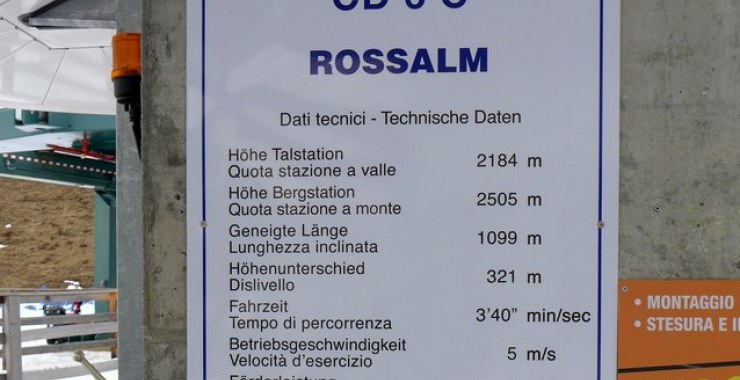 ROSSALM
Dati tecnici - Technische Daten
Höhe Talstation
Quota stazione a valle
2184 m
Höhe Bergstation
Quota stazione a monte
2505 m
Geneigte Länge
Lunghezza inclinata
1099 m
Höhenunterschied
Dislivello
321 m
Fahrzeit
Tempo di percorrenza
3'40" min/sec
Betriebsgeschwindigkeit
Velocità d'esercizio
5 m/s
Förderleistung
• MONTAGGIO
• STESURA E